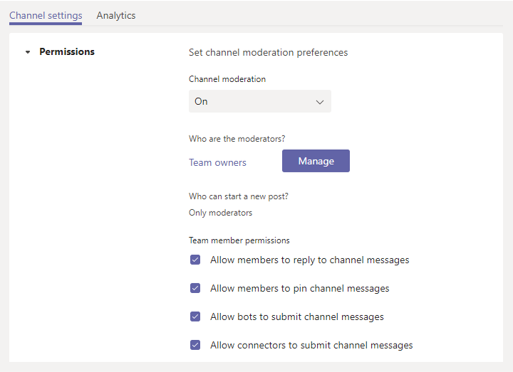 Channel settings Analytics
Permissions
Set channel moderation preferences
Channel moderation
On
Who are the moderators?
Team owners Manage
Who can start a new post?
Only moderators
Team member permissions
Allow members to reply to channel messages
Allow members to pin channel messages
Allow bots to submit channel messages
Allow connectors to submit channel messages